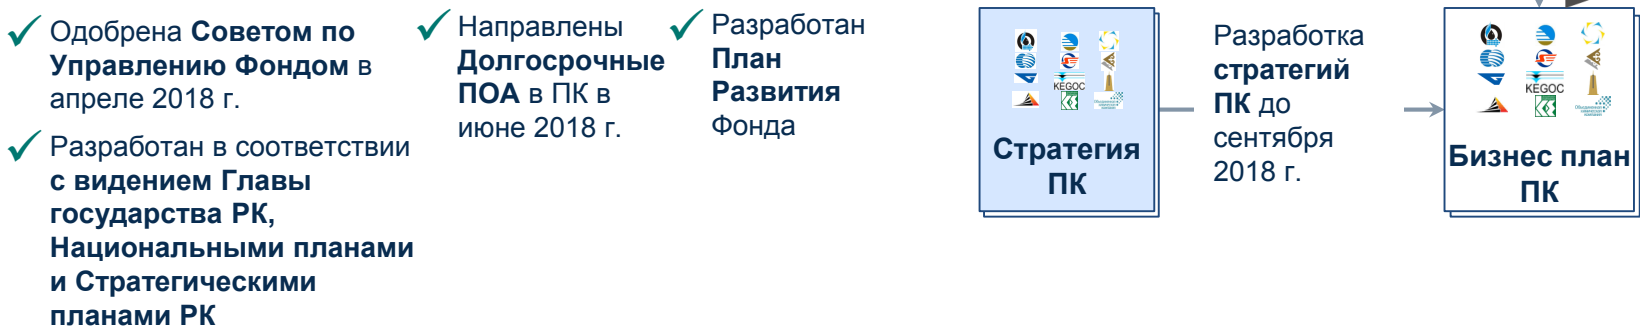 Одобрена Советом по
Управлению Фондом в
апреле 2018 г.
Разработан в соответствии
с видением Главы
государства РК,
Национальными планами
и Стратегическими
планами РК
Направлены
Долгосрочные
ПОА в ПК в
июне 2018 г.
Разработан
План
Развития
Фонда
KEGOC
Стратегия
ПК
Разработка
стратегий
ПК до
сентября
2018 г.
KEGOC
Бизнес план
ПК